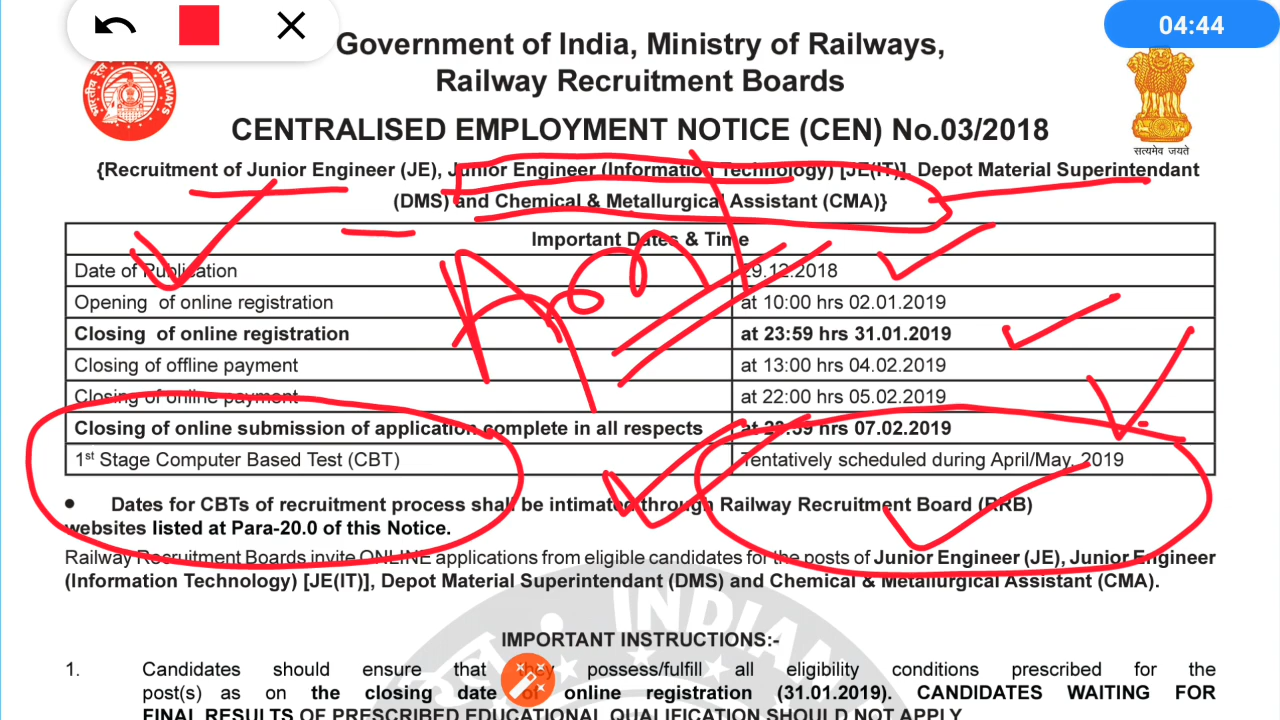 04:44
Government of India, Ministry of Railways,
Railway Recruitment Boards
CENTRALISED EMPLOYMENT NOTICE (CEN) No.03/2018
{Recruitment of Junior Engineer (JE), Junior Engineer (Information Technology) [JE(IT)], Depot Material Superintendant
(DMS) and Chemical & Metallurgical Assistant (CMA)}
सत्यमेव जयते
Important Dates & Time
Date of Publication 29.12.2018
Opening of online registration at 10:00 hrs 02.01.2019
Closing of online registration at 23:59 hrs 31.01.2019
Closing of offline payment at 13:00 hrs 04.02.2019
Closing of online payment at 22:00 hrs 05.02.2019
Closing of online submission of application complete in all respects at 23:59 hrs 07.02.2019
1st Stage Computer Based Test (CBT) Tentatively scheduled during April/May, 2019
• Dates for CBTs of recruitment process shall be intimated through Railway Recruitment Board (RRB)
websites listed at Para-20.0 of this Notice.
Railway Recruitment Boards invite ONLINE applications from eligible candidates for the posts of Junior Engineer (JE), Junior Engineer
(Information Technology) [JE(IT)], Depot Material Superintendant (DMS) and Chemical & Metallurgical Assistant (CMA).
INDIAN
IMPORTANT INSTRUCTIONS:-
1. Candidates should ensure that they possess/fulfill all eligibility conditions prescribed for the
post(s) as on the closing date of online registration (31.01.2019). CANDIDATES WAITING FOR
FINAL RESULTS OF PRESCRIBED EDUCATIONAL QUALIFICATION SHOULD NOT APPLY